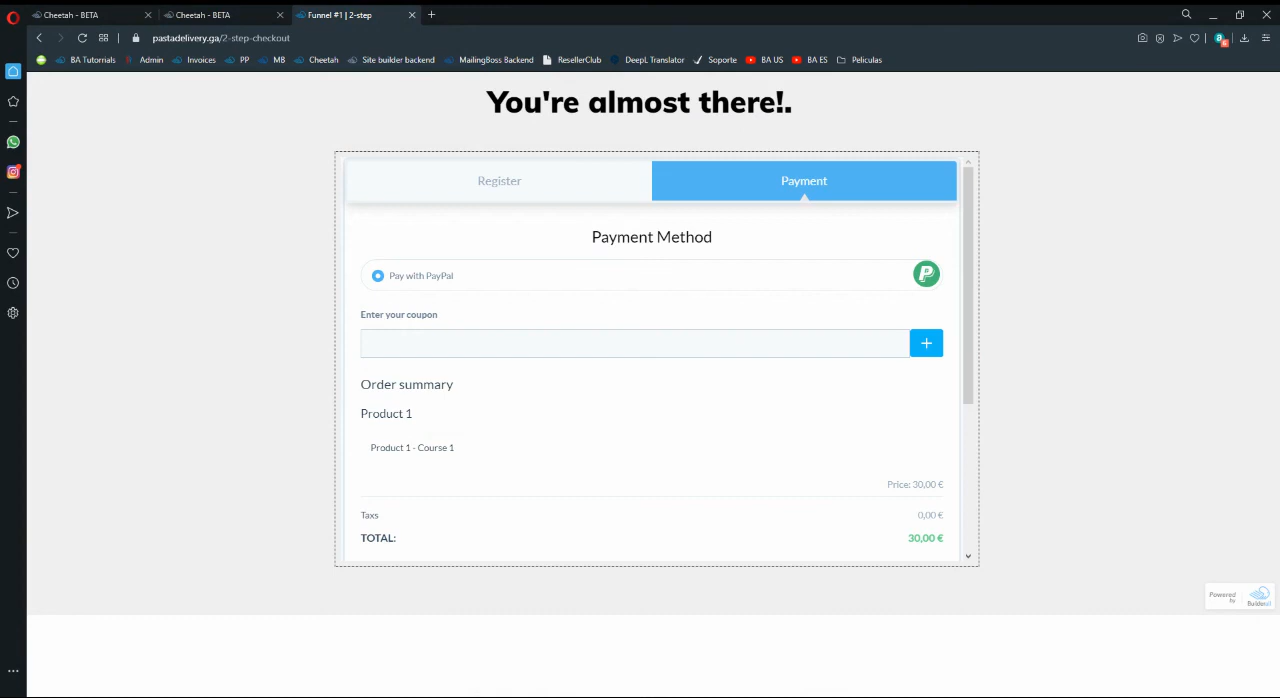 Cheetah - BETA
Cheetah - BETA
Funnel #1 | 2-step
pastadelivery.ga/2-step-checkout
BA Tutorrials
Admin
Invoices
PP
MB
Cheetah
Site builder backend
MailingBoss Backend
ResellerClub
DeepL Translator
Soporte
BA US
BA ES
Peliculas
You're almost there!.
Register
Payment
Payment Method
Pay with PayPal
Enter your coupon
Order summary
Product 1
Product 1 - Course 1
Price: 30,00 €
Taxs
0,00 €
TOTAL:
30,00 €
Powered
by
Builderall